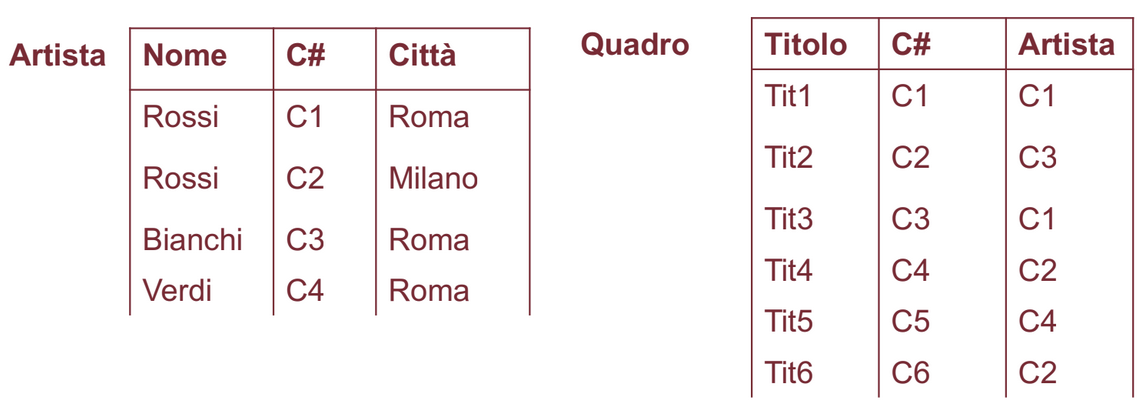 Artista
Nome C# Città
Rossi C1 Roma
Rossi C2 Milano
Bianchi C3 Roma
Verdi C4 Roma
Quadro
Titolo C# Artista
Tit1 C1 C1
Tit2 C2 C3
Tit3 C3 C1
Tit4 C4 C2
Tit5 C5 C4
Tit6 C6 C2